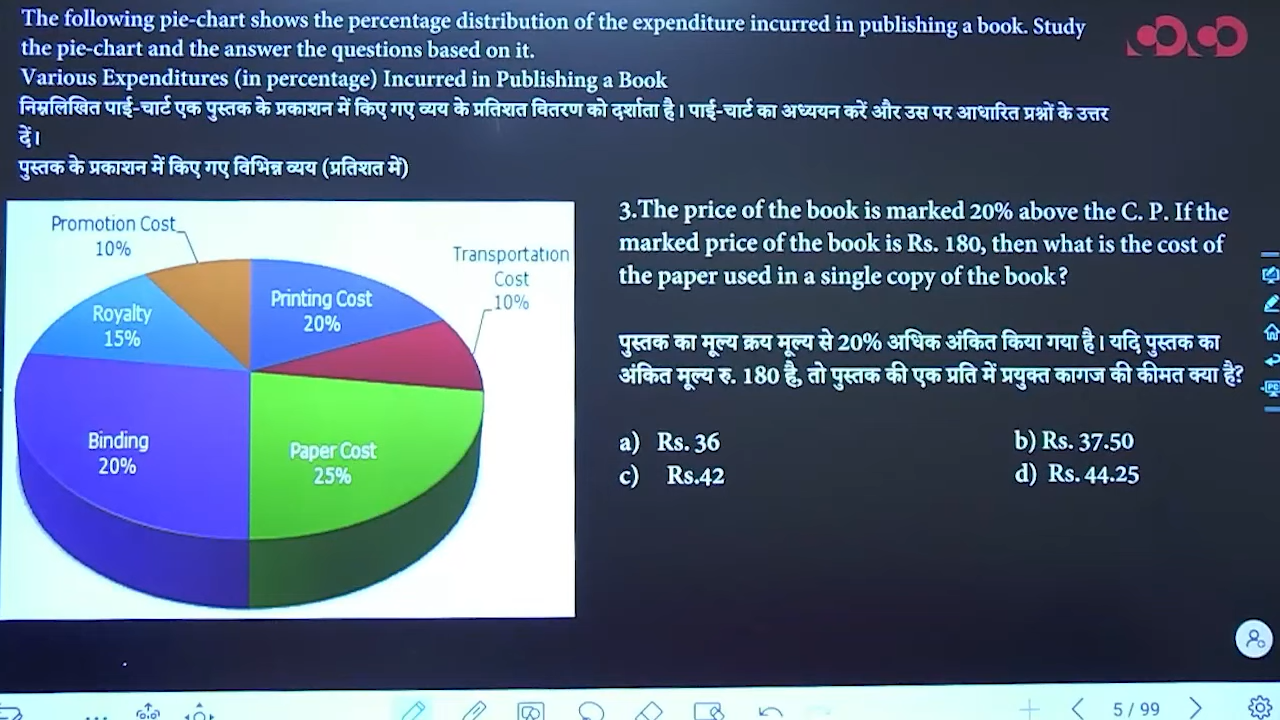 The following pie-chart shows the percentage distribution of the expenditure incurred in publishing a book. Study
the pie-chart and the answer the questions based on it.
Various Expenditures (in percentage) Incurred in Publishing a Book
निम्नलिखित पाई-चार्ट एक पुस्तक के प्रकाशन में किए गए व्यय के प्रतिशत वितरण को दर्शाता है। पाई-चार्ट का अध्ययन करें और उस पर आधारित प्रश्नों के उत्तर
दें।
पुस्तक के प्रकाशन में किए गए विभिन्न व्यय (प्रतिशत में)
Promotion Cost
10%
Transportation
Cost
10%
Printing Cost
20%
Royalty
15%
Binding
20%
Paper Cost
25%
3.The price of the book is marked 20% above the C. P. If the
marked price of the book is Rs. 180, then what is the cost of
the paper used in a single copy of the book?
पुस्तक का मूल्य क्रय मूल्य से 20% अधिक अंकित किया गया है। यदि पुस्तक का
अंकित मूल्य रु. 180 है, तो पुस्तक की एक प्रति में प्रयुक्त कागज की कीमत क्या है?
a) Rs. 36 b) Rs. 37.50
c) Rs.42 d) Rs. 44.25
5 / 99